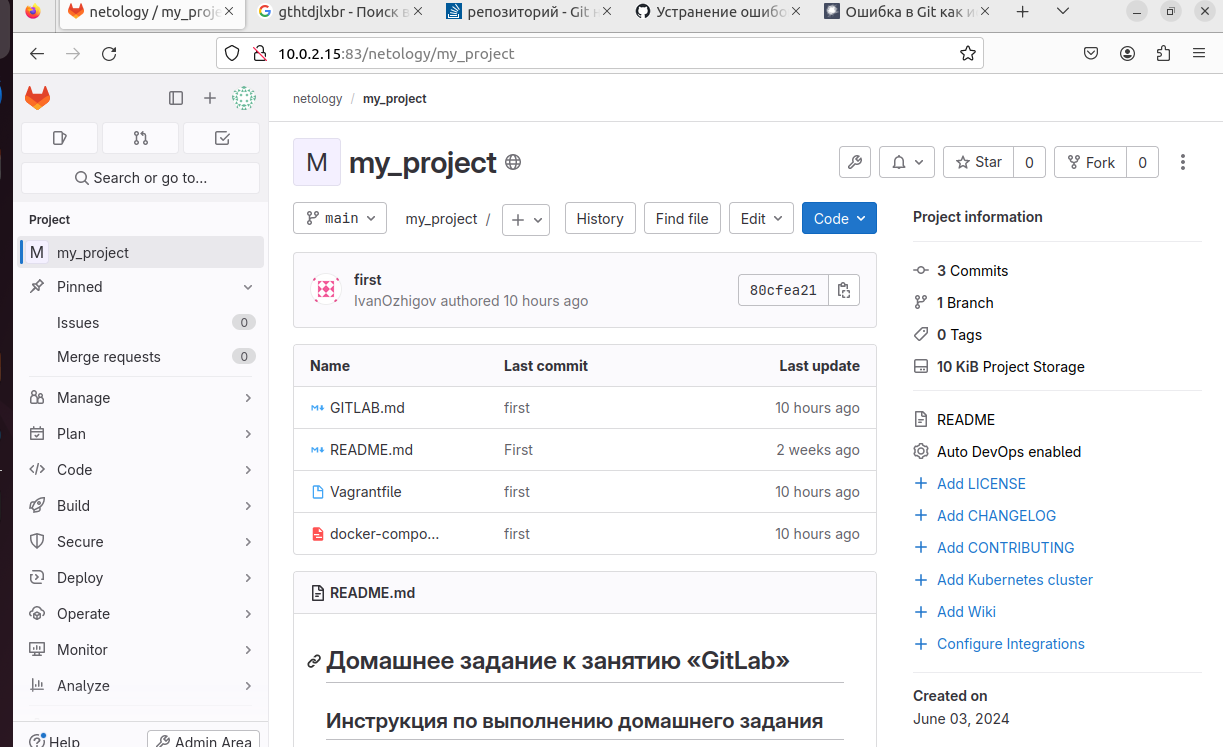 netology / my_proje
gthtdjlxbr - Поиск в
репозиторий - Git н
Устранение ошибо
Ошибка в Git как и
10.0.2.15:83/netology/my_project
netology / my_project
Search or go to...
Project
M my_project
Pinned
Issues 0
Merge requests 0
Manage
Plan
Code
Build
Secure
Deploy
Operate
Monitor
Analyze
Help
Admin Area
M my_project
Star 0
Fork 0
main my_project /
History
Find file
Edit
Code
first
IvanOzhigov authored 10 hours ago
80cfea21
Name Last commit Last update
GITLAB.md first 10 hours ago
README.md First 2 weeks ago
Vagrantfile first 10 hours ago
docker-compo... first 10 hours ago
README.md
Домашнее задание к занятию «GitLab»
Инструкция по выполнению домашнего задания
Project information
3 Commits
1 Branch
0 Tags
10 KiB Project Storage
README
Auto DevOps enabled
Add LICENSE
Add CHANGELOG
Add CONTRIBUTING
Add Kubernetes cluster
Add Wiki
Configure Integrations
Created on
June 03, 2024